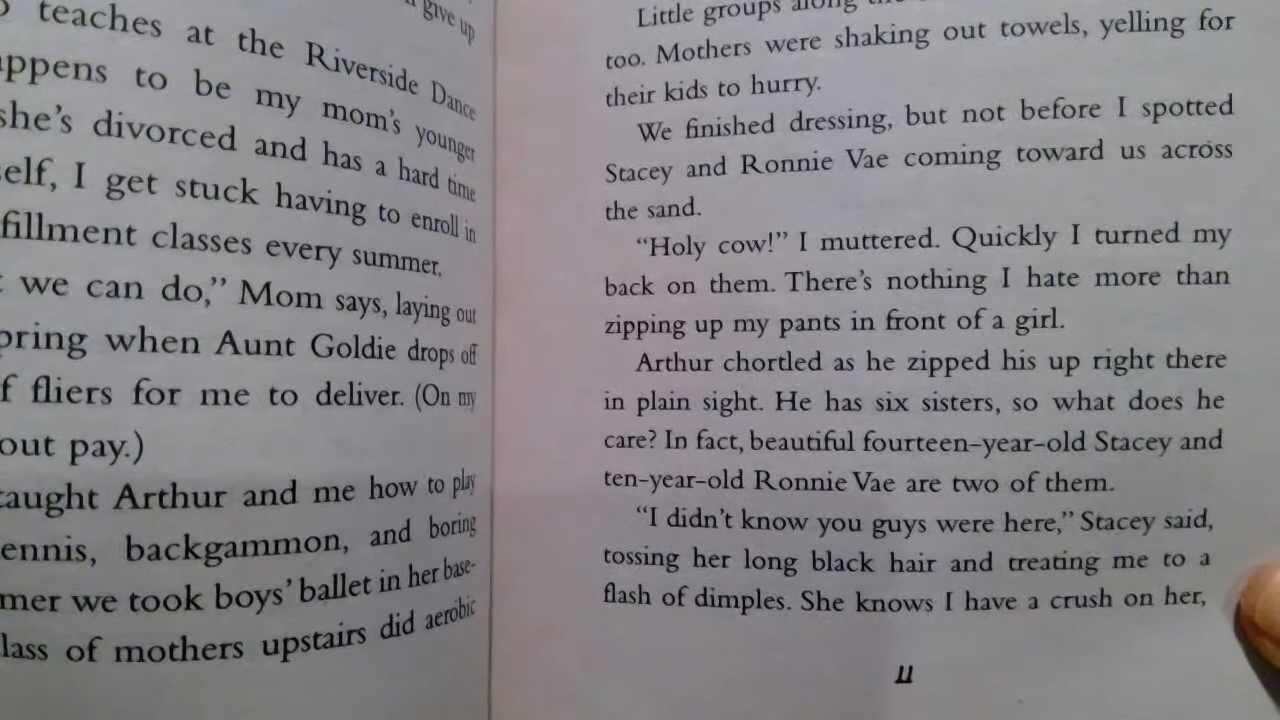 give up
teaches at the Riverside Dance
appens to be my mom's younger
she's divorced and has a hard time
self, I get stuck having to enroll in
fillment classes every summer.
we can do," Mom says, laying out
pring when Aunt Goldie drops off
f fliers for me to deliver. (On my
out pay.)
taught Arthur and me how to play
ennis, backgammon, and boring
mer we took boys' ballet in her base-
lass of mothers upstairs did aerobic
Little groups along the
too. Mothers were shaking out towels, yelling for
their kids to hurry.
We finished dressing, but not before I spotted
Stacey and Ronnie Vae coming toward us across
the sand.
"Holy cow!" I muttered. Quickly I turned my
back on them. There's nothing I hate more than
zipping up my pants in front of a girl.
Arthur chortled as he zipped his up right there
in plain sight. He has six sisters, so what does he
care? In fact, beautiful fourteen-year-old Stacey and
ten-year-old Ronnie Vae are two of them.
"I didn't know you guys were here," Stacey said,
tossing her long black hair and treating me to a
flash of dimples. She knows I have a crush on her,
11